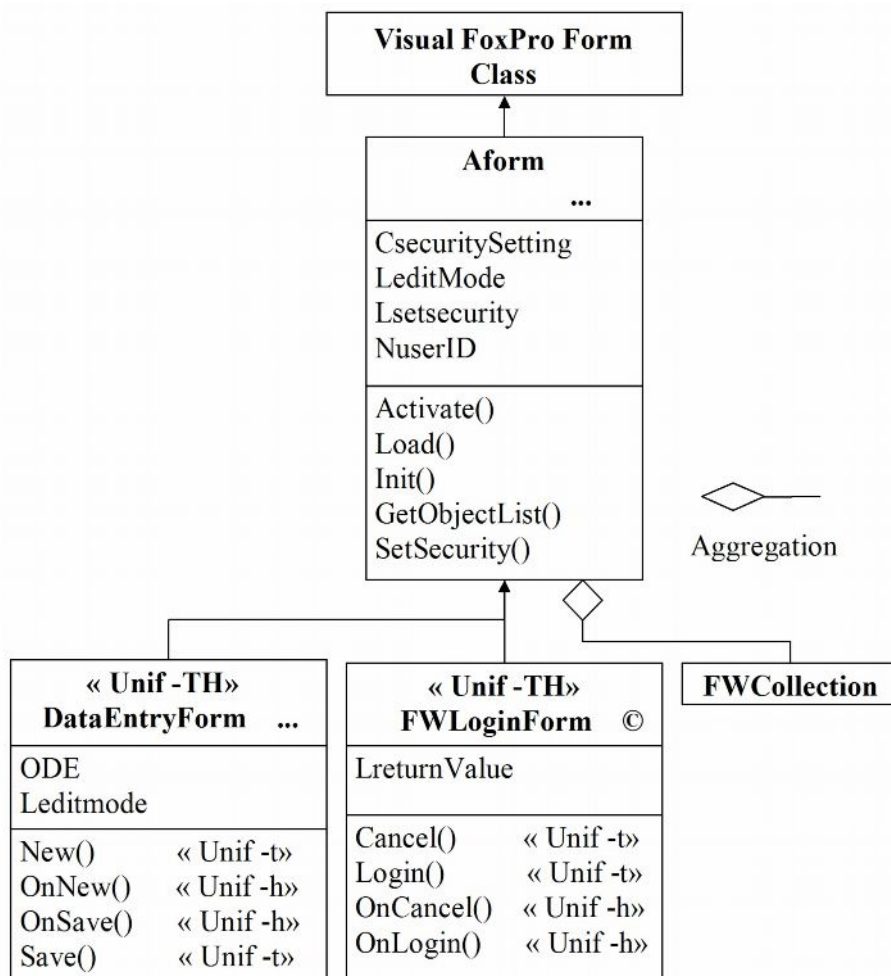 Visual FoxPro Form
Class
Aform
...
CsecuritySetting
LeditMode
Lsetsecurity
NuserID
Activate()
Load()
Init()
GetObjectList()
SetSecurity()
Aggregation
« Unif -TH»
DataEntryForm ...
ODE
Leditmode
New() « Unif -t»
OnNew() « Unif -h»
OnSave() « Unif -h»
Save() « Unif -t»
« Unif -TH»
FWLoginForm ©
LreturnValue
Cancel() « Unif -t»
Login() « Unif -t»
OnCancel() « Unif -h»
OnLogin() « Unif -h»
FWCollection